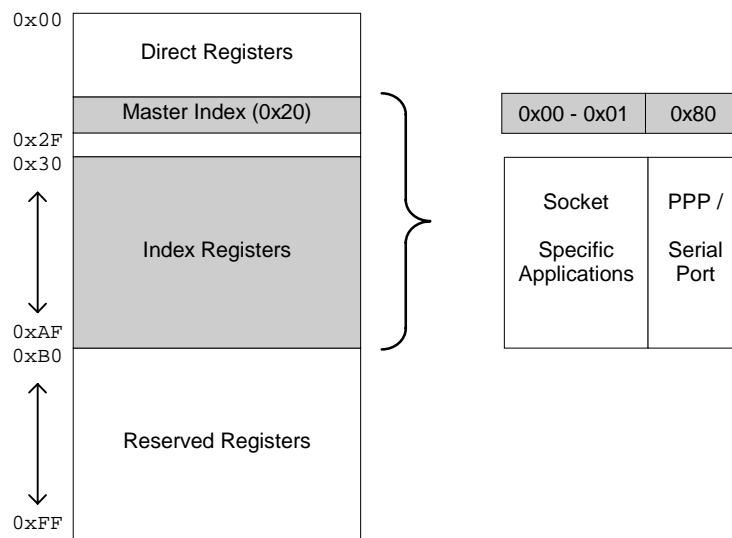 0x00
Direct Registers
Master Index (0x20)
0x2F
0x30
Index Registers
0xAF
0xB0
Reserved Registers
0xFF
0x00 - 0x01
0x80
Socket
Specific
Applications
PPP /
Serial
Port